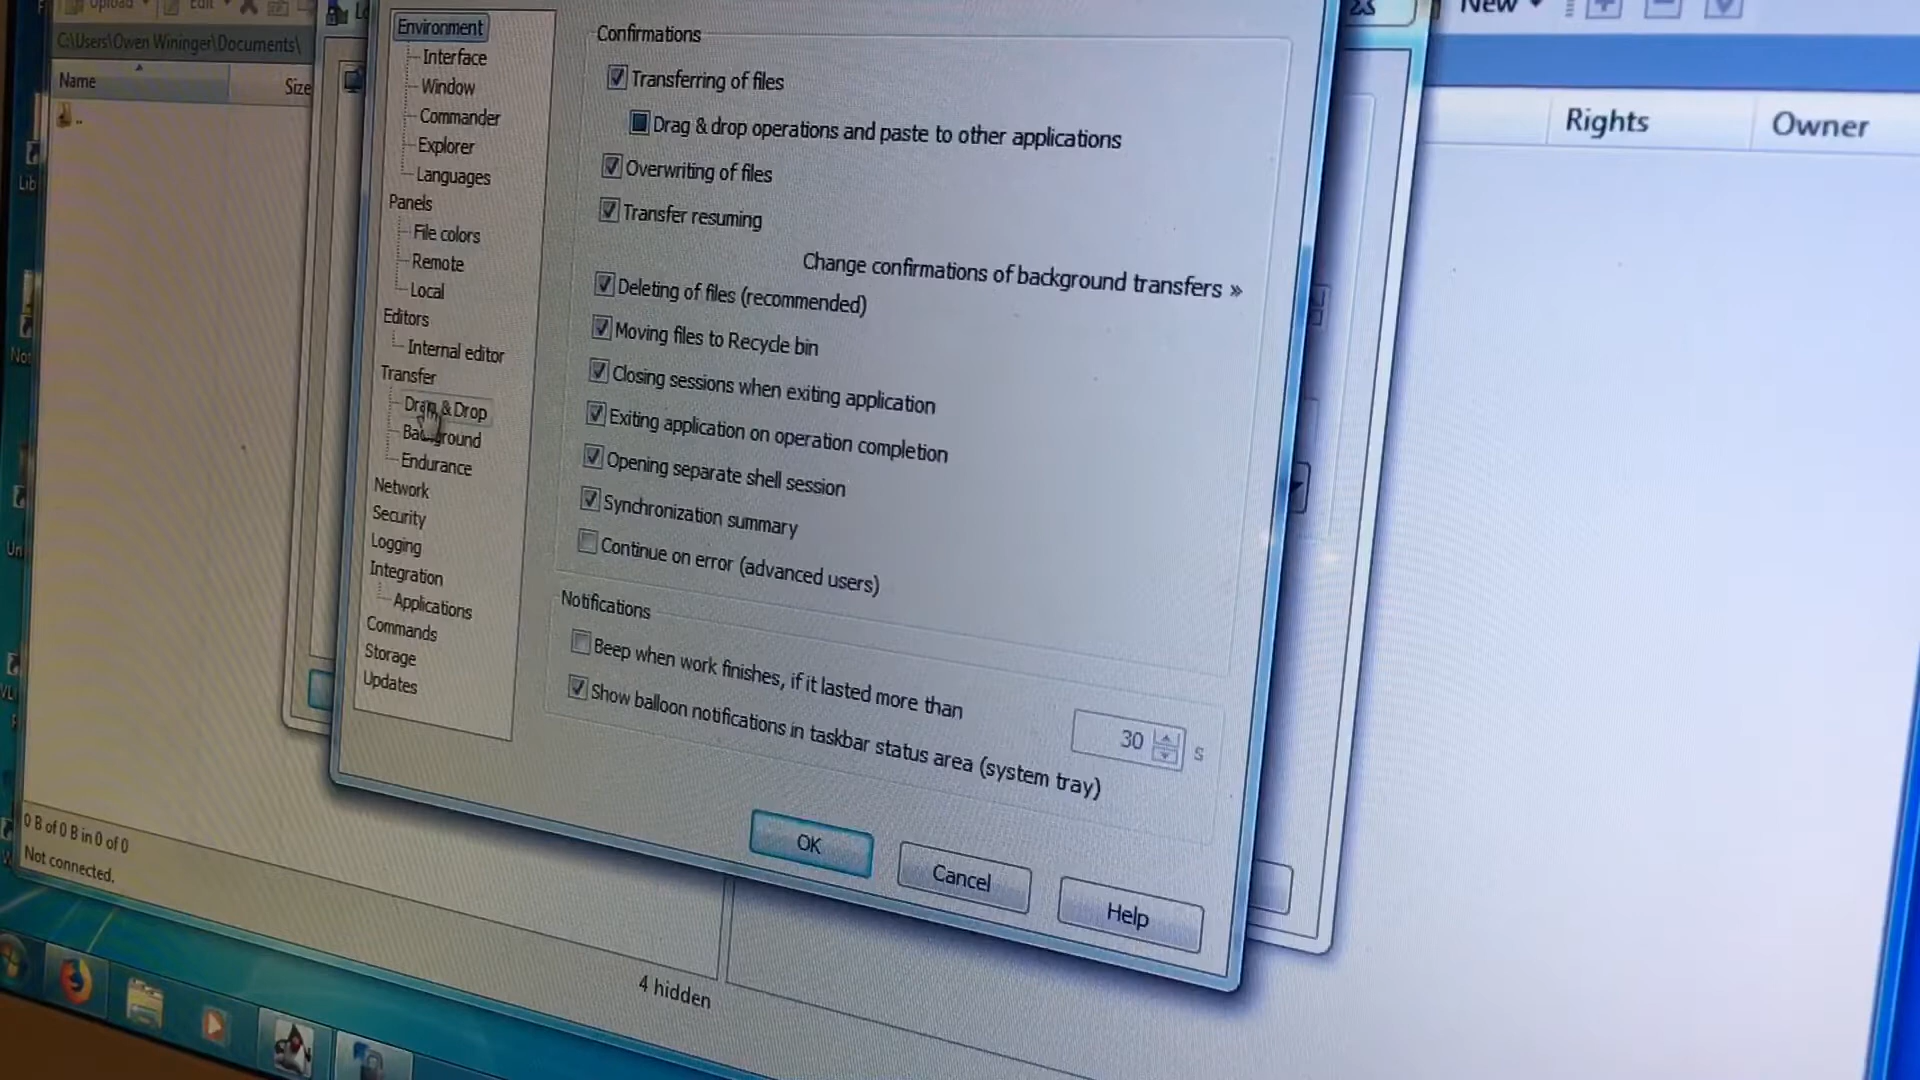 Upload
Edit
New
C:\Users\Owen Wininger\Documents\
Name
Size
..
Rights
Owner
Environment
Interface
Window
Commander
Explorer
Languages
Panels
File colors
Remote
Local
Editors
Internal editor
Transfer
Drag & Drop
Background
Endurance
Network
Security
Logging
Integration
Applications
Commands
Storage
Updates
Confirmations
Transferring of files
Drag & drop operations and paste to other applications
Overwriting of files
Transfer resuming
Change confirmations of background transfers »
Deleting of files (recommended)
Moving files to Recycle bin
Closing sessions when exiting application
Exiting application on operation completion
Opening separate shell session
Synchronization summary
Continue on error (advanced users)
Notifications
Beep when work finishes, if it lasted more than
30 s
Show balloon notifications in taskbar status area (system tray)
OK
Cancel
Help
0 B of 0 B in 0 of 0
Not connected.
4 hidden
Lib
Not
Un
VL